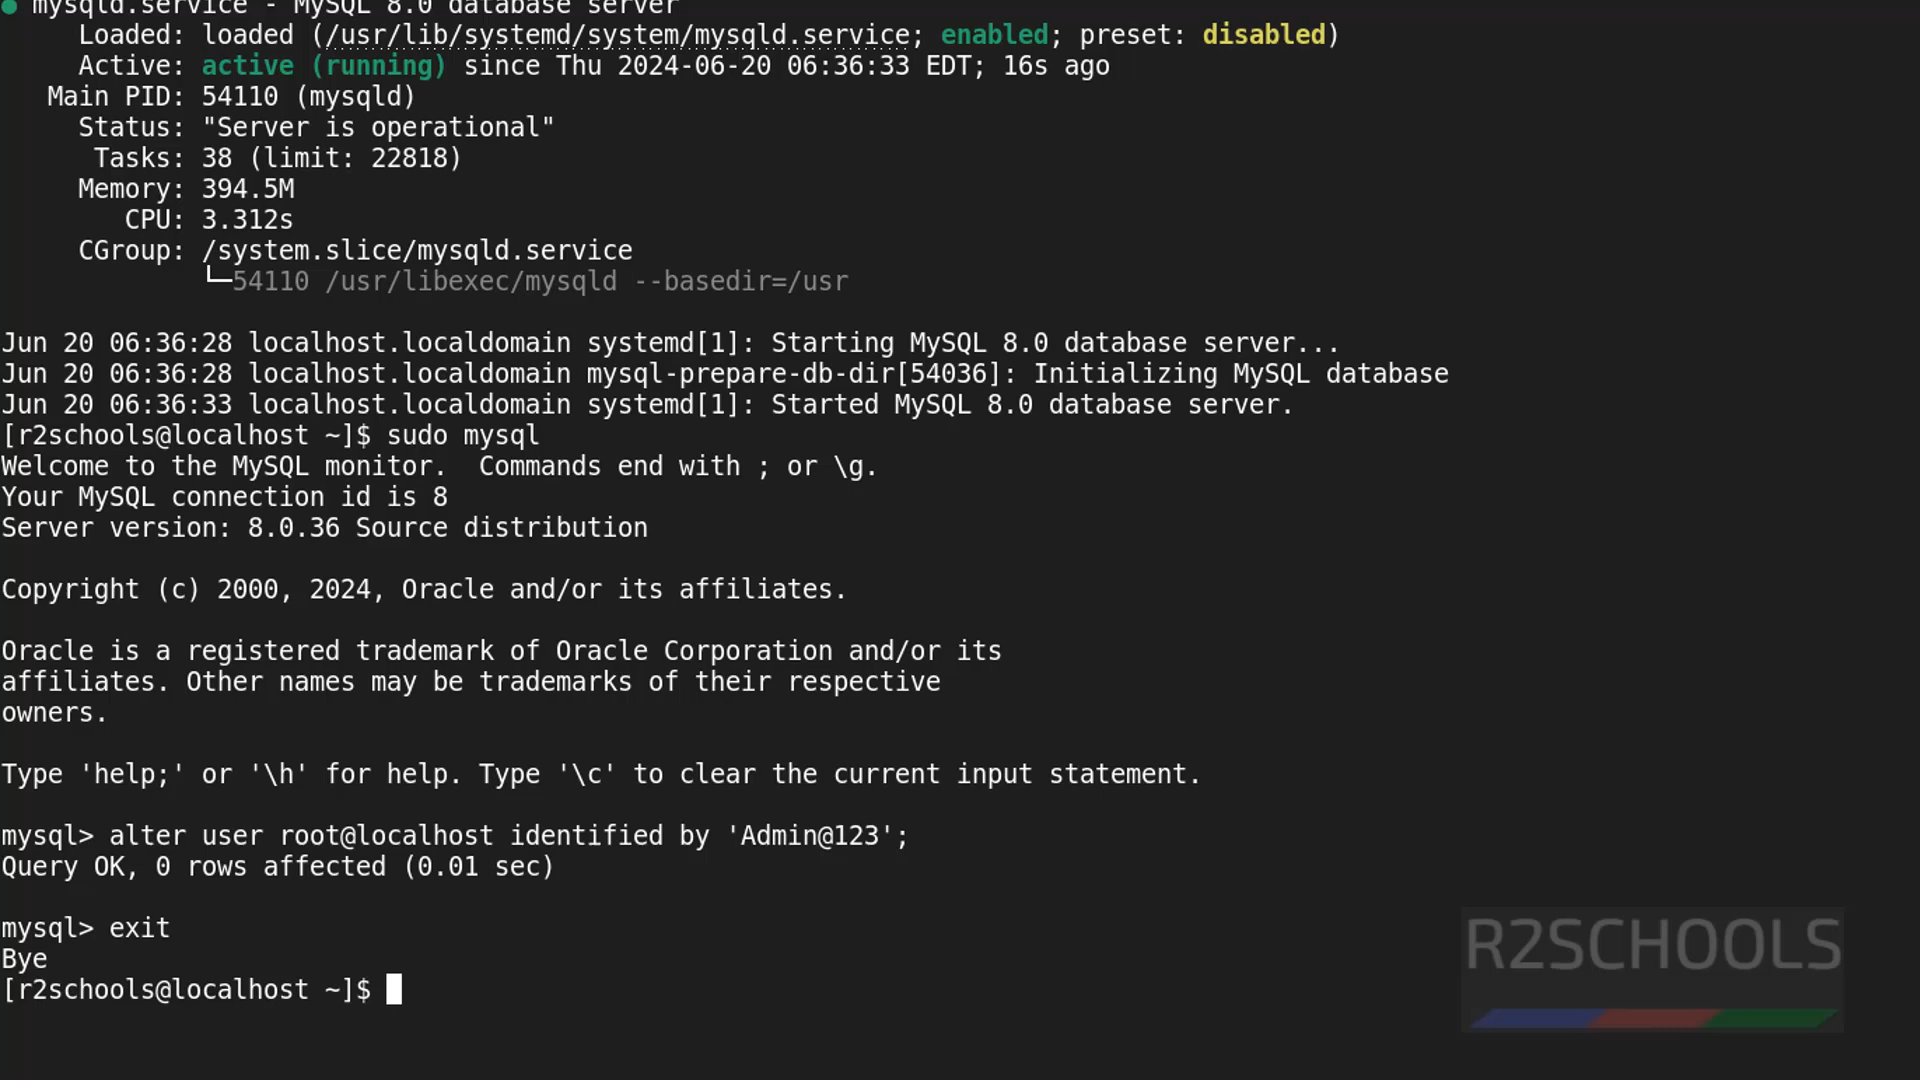 ● mysqld.service - MySQL 8.0 database server
     Loaded: loaded (/usr/lib/systemd/system/mysqld.service; enabled; preset: disabled)
     Active: active (running) since Thu 2024-06-20 06:36:33 EDT; 16s ago
   Main PID: 54110 (mysqld)
     Status: "Server is operational"
      Tasks: 38 (limit: 22818)
     Memory: 394.5M
        CPU: 3.312s
     CGroup: /system.slice/mysqld.service
             └─54110 /usr/libexec/mysqld --basedir=/usr

Jun 20 06:36:28 localhost.localdomain systemd[1]: Starting MySQL 8.0 database server...
Jun 20 06:36:28 localhost.localdomain mysql-prepare-db-dir[54036]: Initializing MySQL database
Jun 20 06:36:33 localhost.localdomain systemd[1]: Started MySQL 8.0 database server.
[r2schools@localhost ~]$ sudo mysql
Welcome to the MySQL monitor.  Commands end with ; or \g.
Your MySQL connection id is 8
Server version: 8.0.36 Source distribution

Copyright (c) 2000, 2024, Oracle and/or its affiliates.

Oracle is a registered trademark of Oracle Corporation and/or its
affiliates. Other names may be trademarks of their respective
owners.

Type 'help;' or '\h' for help. Type '\c' to clear the current input statement.

mysql> alter user root@localhost identified by 'Admin@123';
Query OK, 0 rows affected (0.01 sec)

mysql> exit
Bye
[r2schools@localhost ~]$
R2SCHOOLS